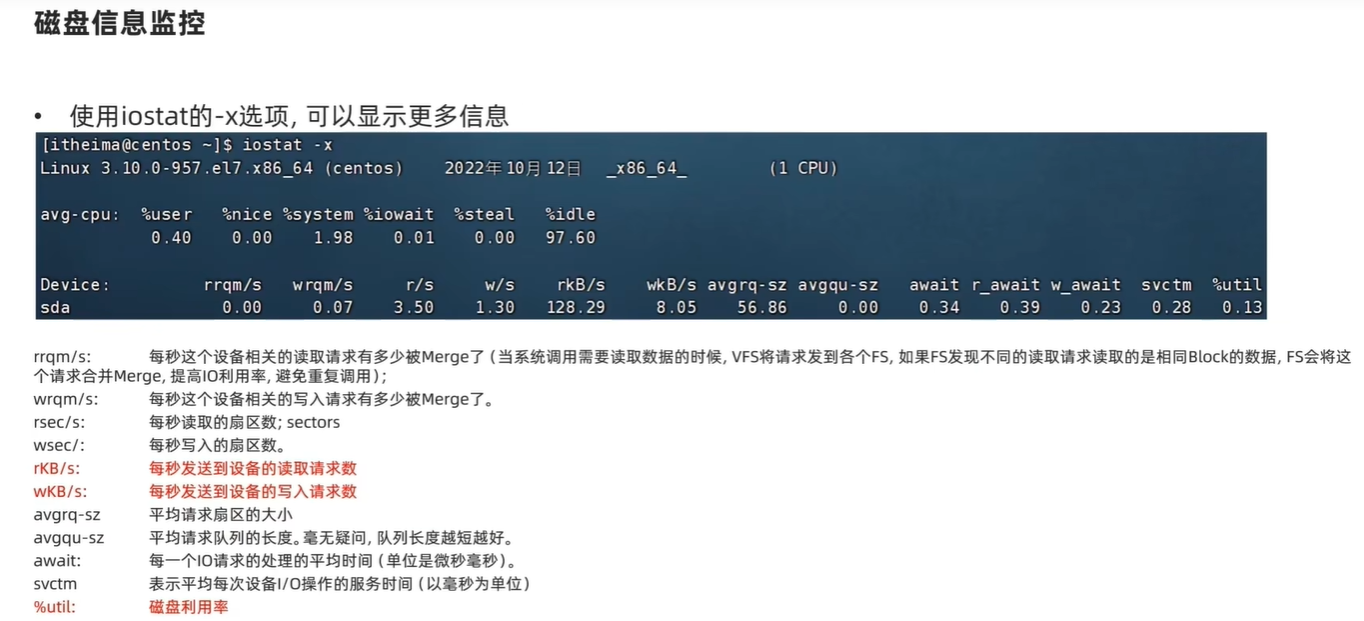 磁盘信息监控
• 使用iostat的-x选项, 可以显示更多信息
[itheima@centos ~]$ iostat -x
Linux 3.10.0-957.el7.x86_64 (centos) 2022年10月12日 _x86_64_ (1 CPU)
avg-cpu: %user %nice %system %iowait %steal %idle
0.40 0.00 1.98 0.01 0.00 97.60
Device: rrqm/s wrqm/s r/s w/s rkB/s wkB/s avgrq-sz avgqu-sz await r_await w_await svctm %util
sda 0.00 0.07 3.50 1.30 128.29 8.05 56.86 0.00 0.34 0.39 0.23 0.28 0.13
rrqm/s: 每秒这个设备相关的读取请求有多少被Merge了 (当系统调用需要读取数据的时候, VFS将请求发到各个FS, 如果FS发现不同的读取请求读取的是相同Block的数据, FS会将这
个请求合并Merge, 提高IO利用率, 避免重复调用);
wrqm/s: 每秒这个设备相关的写入请求有多少被Merge了。
rsec/s: 每秒读取的扇区数; sectors
wsec/: 每秒写入的扇区数。
rKB/s: 每秒发送到设备的读取请求数
wKB/s: 每秒发送到设备的写入请求数
avgrq-sz 平均请求扇区的大小
avgqu-sz 平均请求队列的长度。毫无疑问, 队列长度越短越好。
await: 每一个IO请求的处理的平均时间 (单位是微秒毫秒)。
svctm 表示平均每次设备I/O操作的服务时间 (以毫秒为单位)
%util: 磁盘利用率